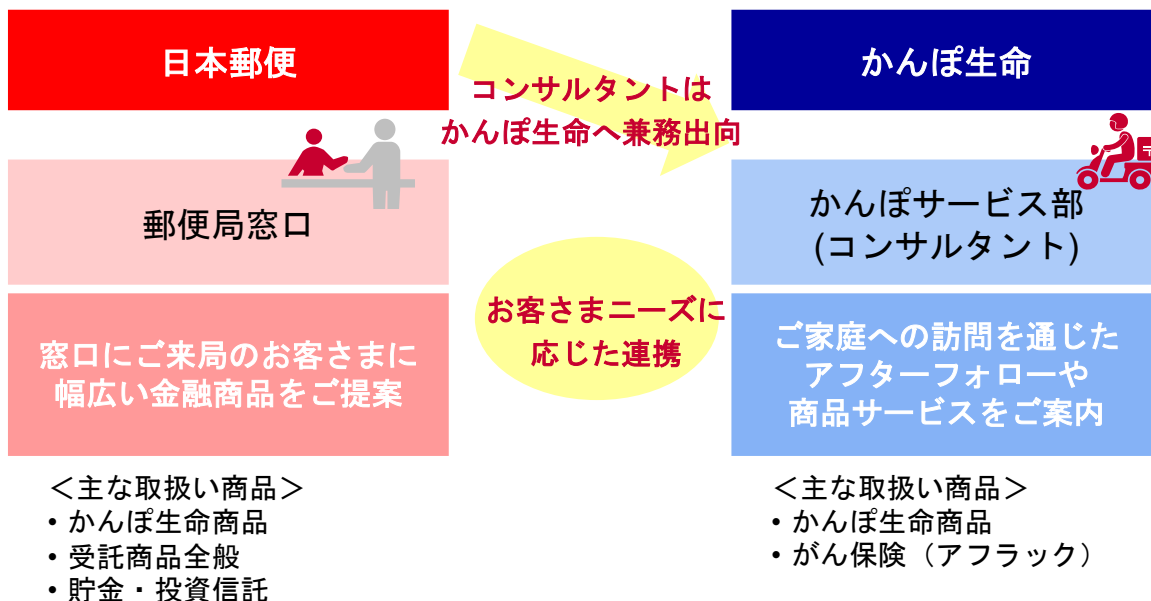 日本郵便
コンサルタントは
かんぽ生命へ兼務出向
かんぽ生命
郵便局窓口
かんぽサービス部
(コンサルタント)
お客さまニーズに
応じた連携
窓口にご来局のお客さまに
幅広い金融商品をご提案
ご家庭への訪問を通じた
アフターフォローや
商品サービスをご案内
＜主な取扱い商品＞
・かんぽ生命商品
・受託商品全般
・貯金・投資信託
＜主な取扱い商品＞
・かんぽ生命商品
・がん保険（アフラック）